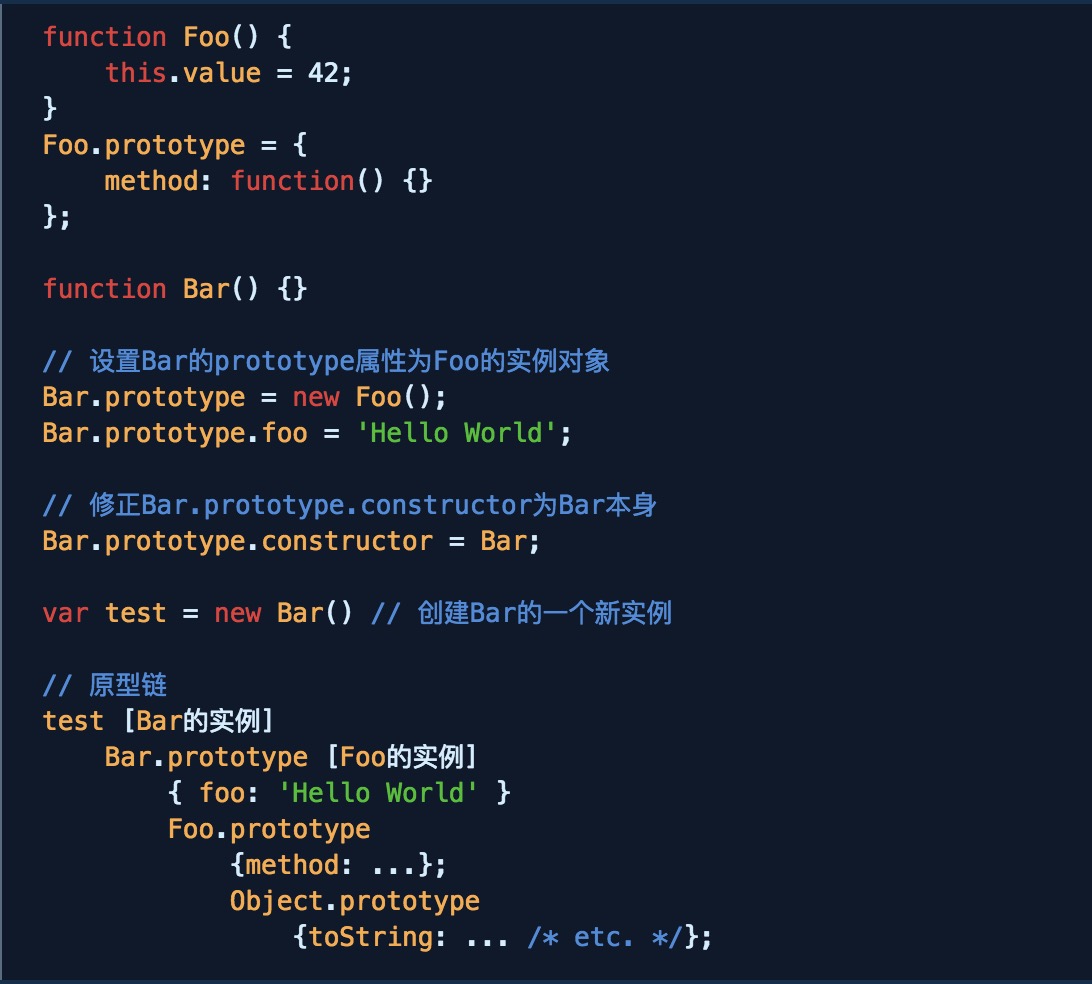 function Foo() {
    this.value = 42;
}
Foo.prototype = {
    method: function() {}
};

function Bar() {}

// 设置Bar的prototype属性为Foo的实例对象
Bar.prototype = new Foo();
Bar.prototype.foo = 'Hello World';

// 修正Bar.prototype.constructor为Bar本身
Bar.prototype.constructor = Bar;

var test = new Bar() // 创建Bar的一个新实例

// 原型链
test [Bar的实例]
    Bar.prototype [Foo的实例]
        { foo: 'Hello World' }
        Foo.prototype
            {method: ...};
            Object.prototype
                {toString: ... /* etc. */};